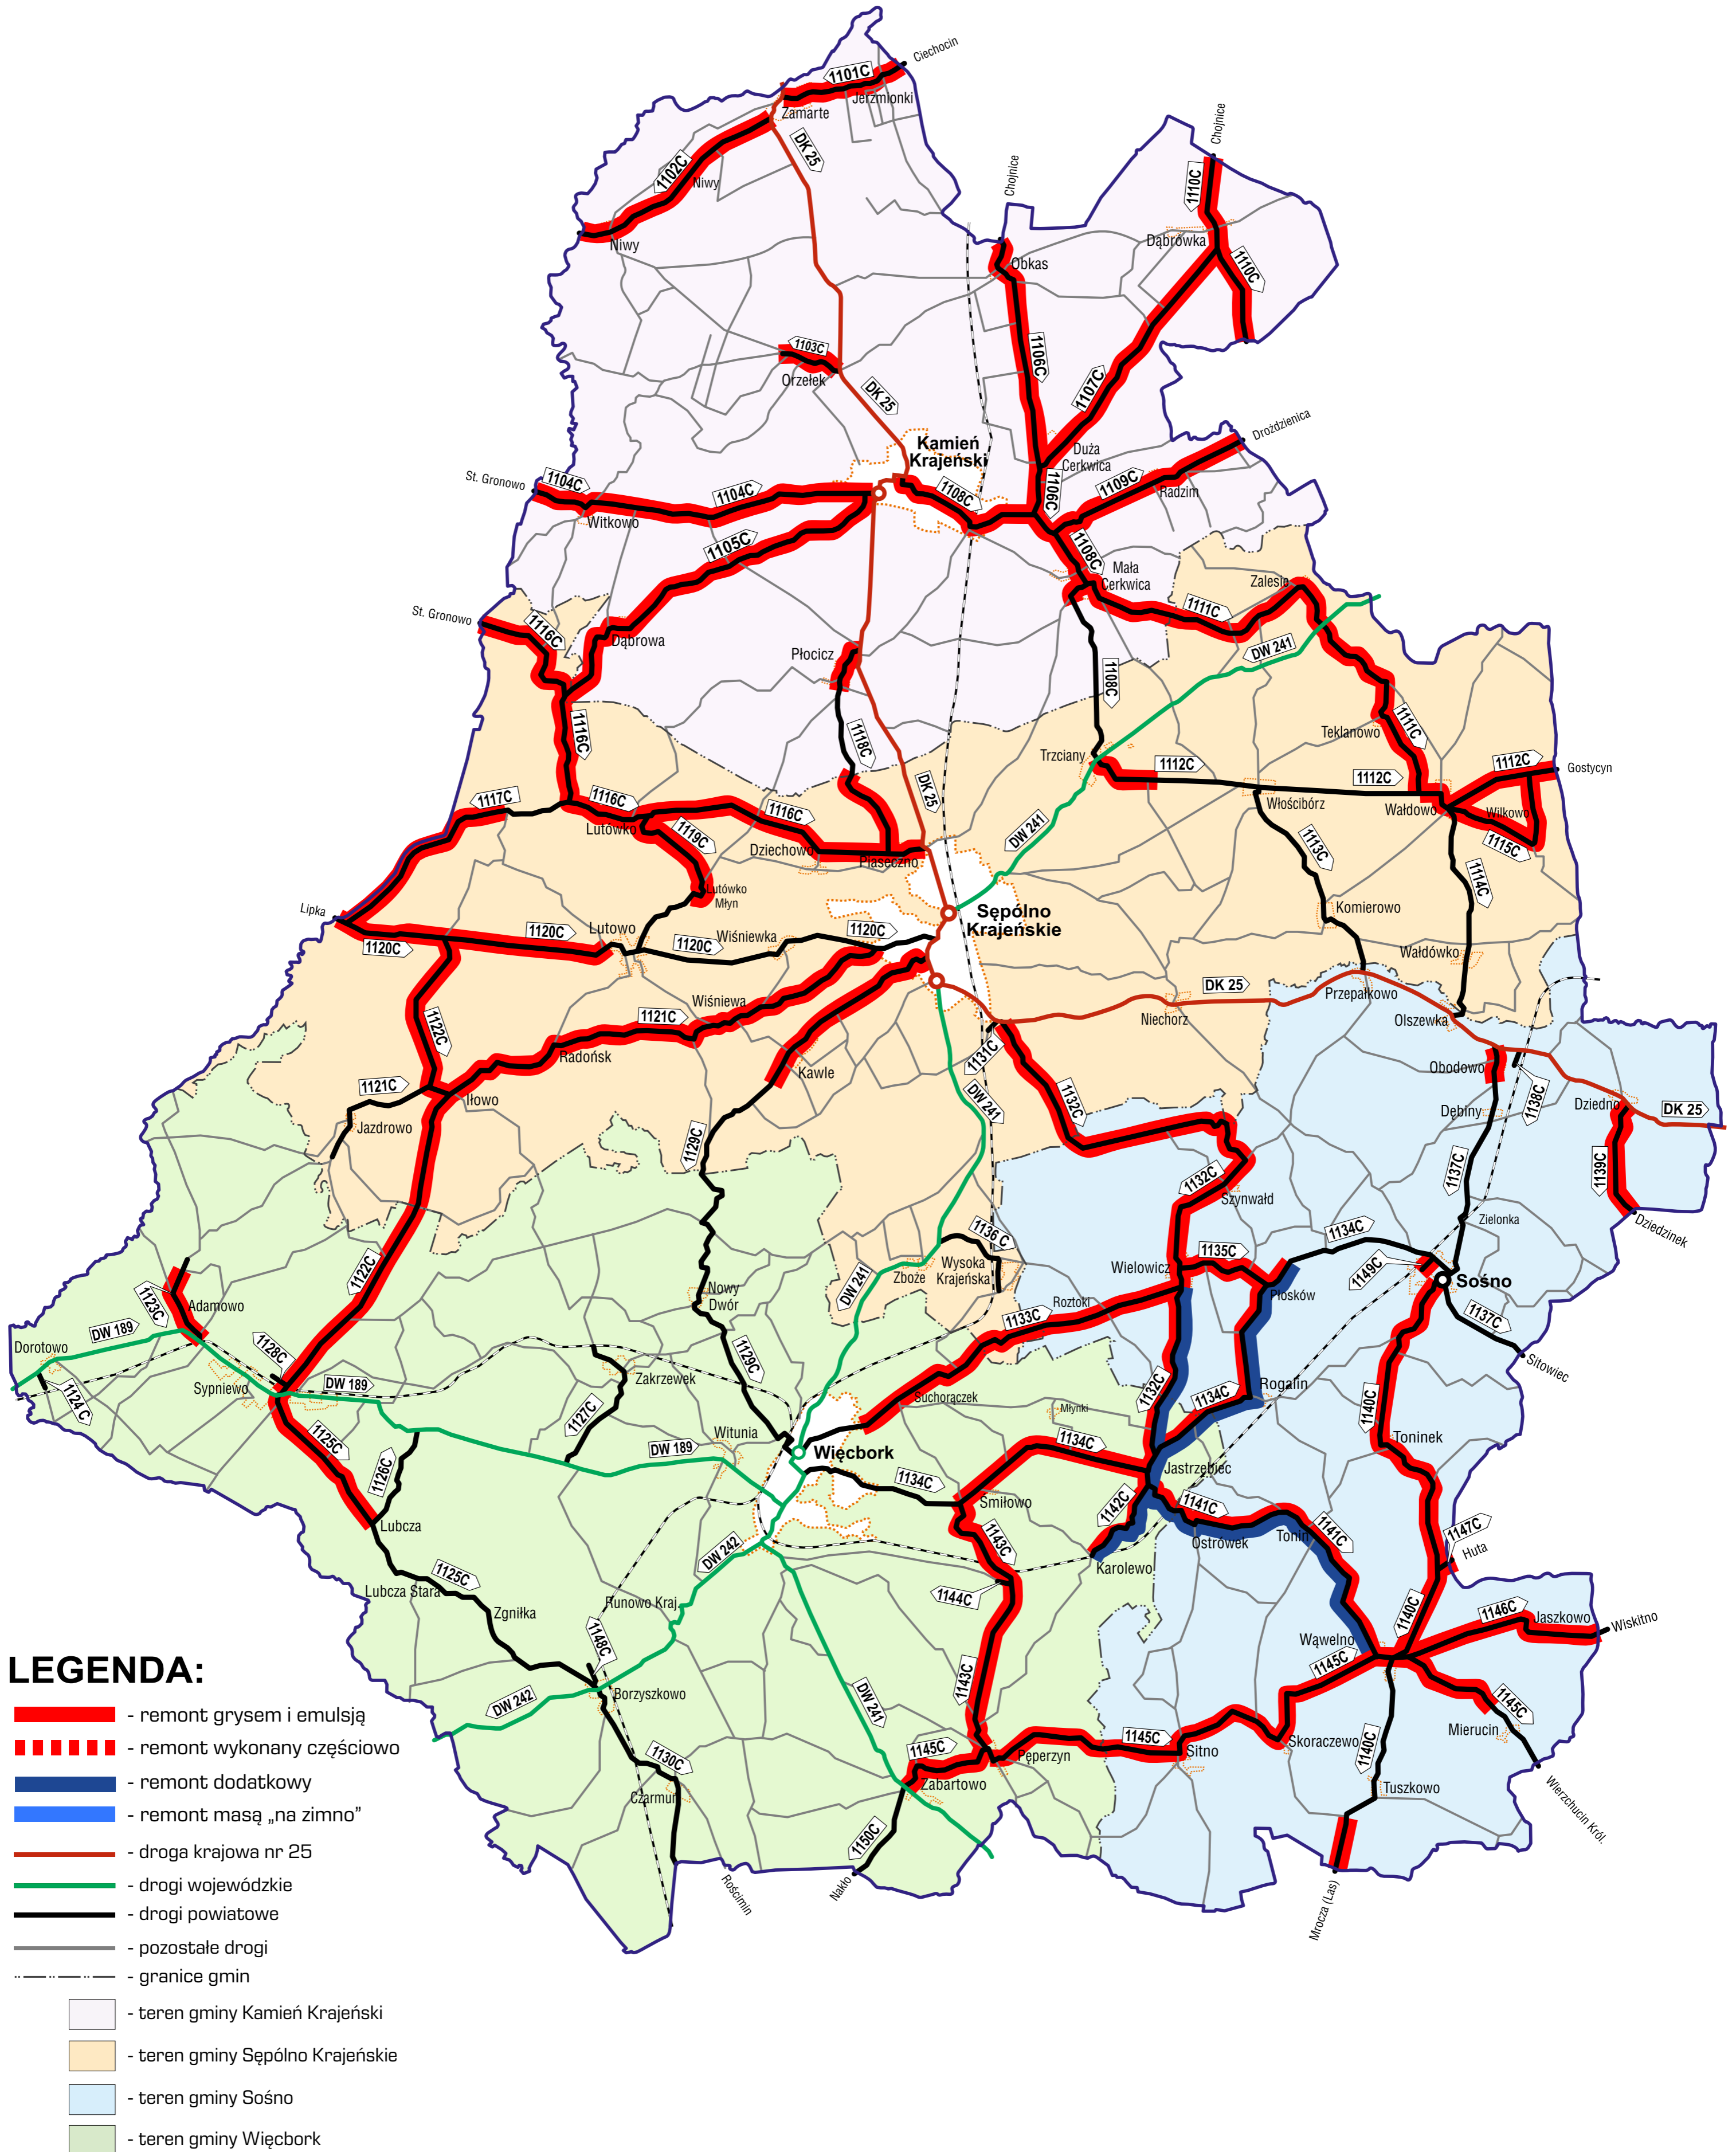 Ciechocin
1101C
Jerzmionki
Zamarte
DK 25
1102C
Niwy
Niwy
Chojnice
Chojnice
1110C
Dąbrówka
1110C
Obkas
1106C
1107C
1103C
Orzełek
DK 25
Kamień
Krajeński
Duża
Cerkwica
Drożdzienica
St. Gronowo
1104C
1104C
1108C
1106C
1109C
Radzim
Witkowo
1105C
1108C
Mała
Cerkwica
Zalesie
1111C
St. Gronowo
1116C
Dąbrowa
Płocicz
DW 241
1108C
1116C
1118C
Teklanowo
1111C
Trzciany
1112C
1112C
1112C
Gostycyn
DK 25
1117C
1116C
1116C
Włościbórz
Wałdowo
Wilkowo
Lutówko
1119C
Dziechowo
Piaseczno
DW 241
1113C
1115C
1114C
Lutówko
Młyn
Lipka
Sępólno
Krajeńskie
Komierowo
1120C
1120C
Lutowo
1120C
Wiśniewka
1120C
Wałdówko
DK 25
Przepałkowo
Wiśniewa
1121C
Niechorz
Olszewka
1122C
Radońsk
Kawle
1131C
Obodowo
1138C
1121C
Iłowo
DW 241
1132C
Dębiny
Dziedno
DK 25
Jazdrowo
1129C
1137C
1139C
1132C
Szynwałd
Zielonka
Dziedzinek
1136 C
1134C
1122C
Zboże
Wysoka
Krajeńska
Wielowicz
1135C
1149C
Sośno
1123C
Adamowo
Nowy
Dwór
DW 241
Roztoki
Płosków
1133C
1137C
Dorotowo
DW 189
1128C
1129C
Sitowiec
Sypniewo
DW 189
Zakrzewek
1124 C
Suchorączek
1132C
1134C
Rogalin
1140C
1127C
Młynki
1125C
Witunia
DW 189
Więcbork
1134C
Toninek
1126C
1134C
Jastrzębiec
Śmiłowo
1142C
1141C
Lubcza
1143C
Ostrówek
Tonin
1141C
1147C
Huta
DW 242
Karolewo
1125C
Lubcza Stara
1144C
Zgniłka
Runowo Kraj.
1140C
1146C
Jaszkowo
Wiskitno
1148C
Wąwelno
1145C
1143C
Borzyszkowo
DW 242
DW 241
1145C
Mierucin
1145C
1145C
Pęperzyn
Sitno
Skoraczewo
1140C
1130C
Zabartowo
Tuszkowo
Wierzchucin Król.
Czarmuń
1150C
Nakło
Rościmin
Mrocza (Las)
LEGENDA:
- remont grysem i emulsją
- remont wykonany częściowo
- remont dodatkowy
- remont masą „na zimno”
- droga krajowa nr 25
- drogi wojewódzkie
- drogi powiatowe
- pozostałe drogi
- granice gmin
- teren gminy Kamień Krajeński
- teren gminy Sępólno Krajeńskie
- teren gminy Sośno
- teren gminy Więcbork